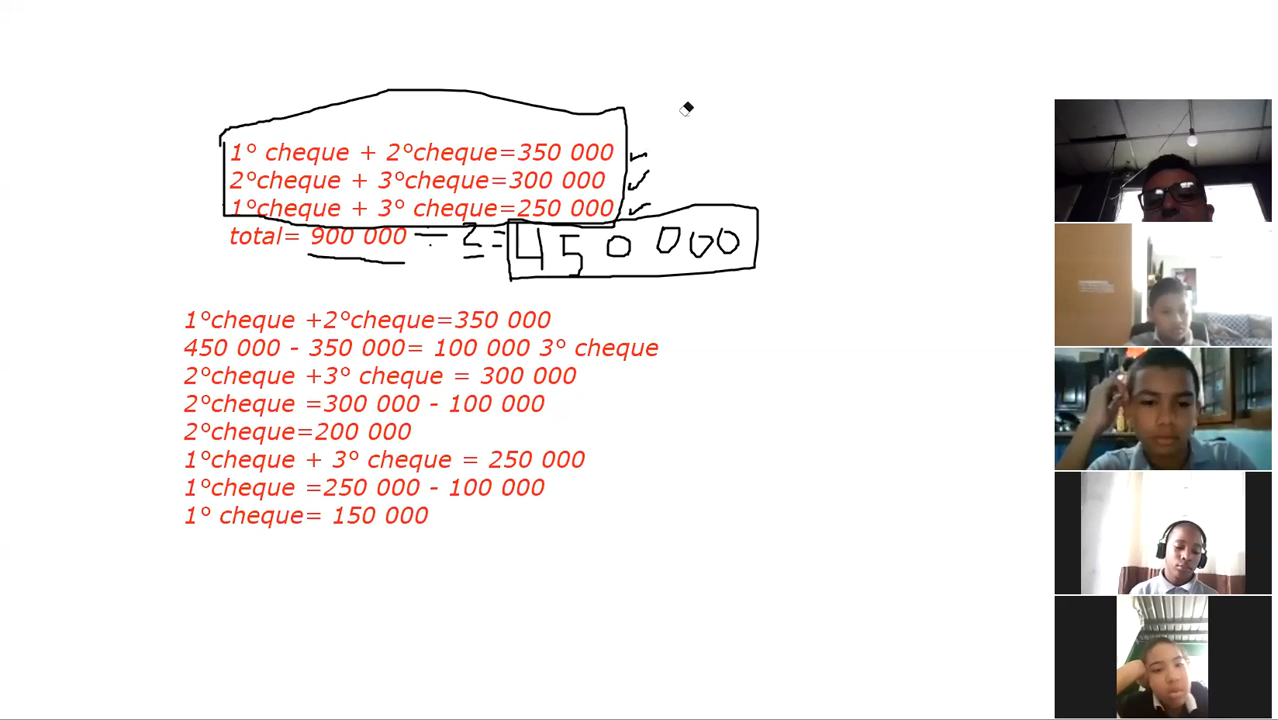 1° cheque + 2°cheque=350 000
2°cheque + 3°cheque=300 000
1°cheque + 3° cheque=250 000
total= 900 000 ÷ 2 = 450 000
1°cheque +2°cheque=350 000
450 000 - 350 000= 100 000 3° cheque
2°cheque +3° cheque = 300 000
2°cheque =300 000 - 100 000
2°cheque=200 000
1°cheque + 3° cheque = 250 000
1°cheque =250 000 - 100 000
1° cheque= 150 000